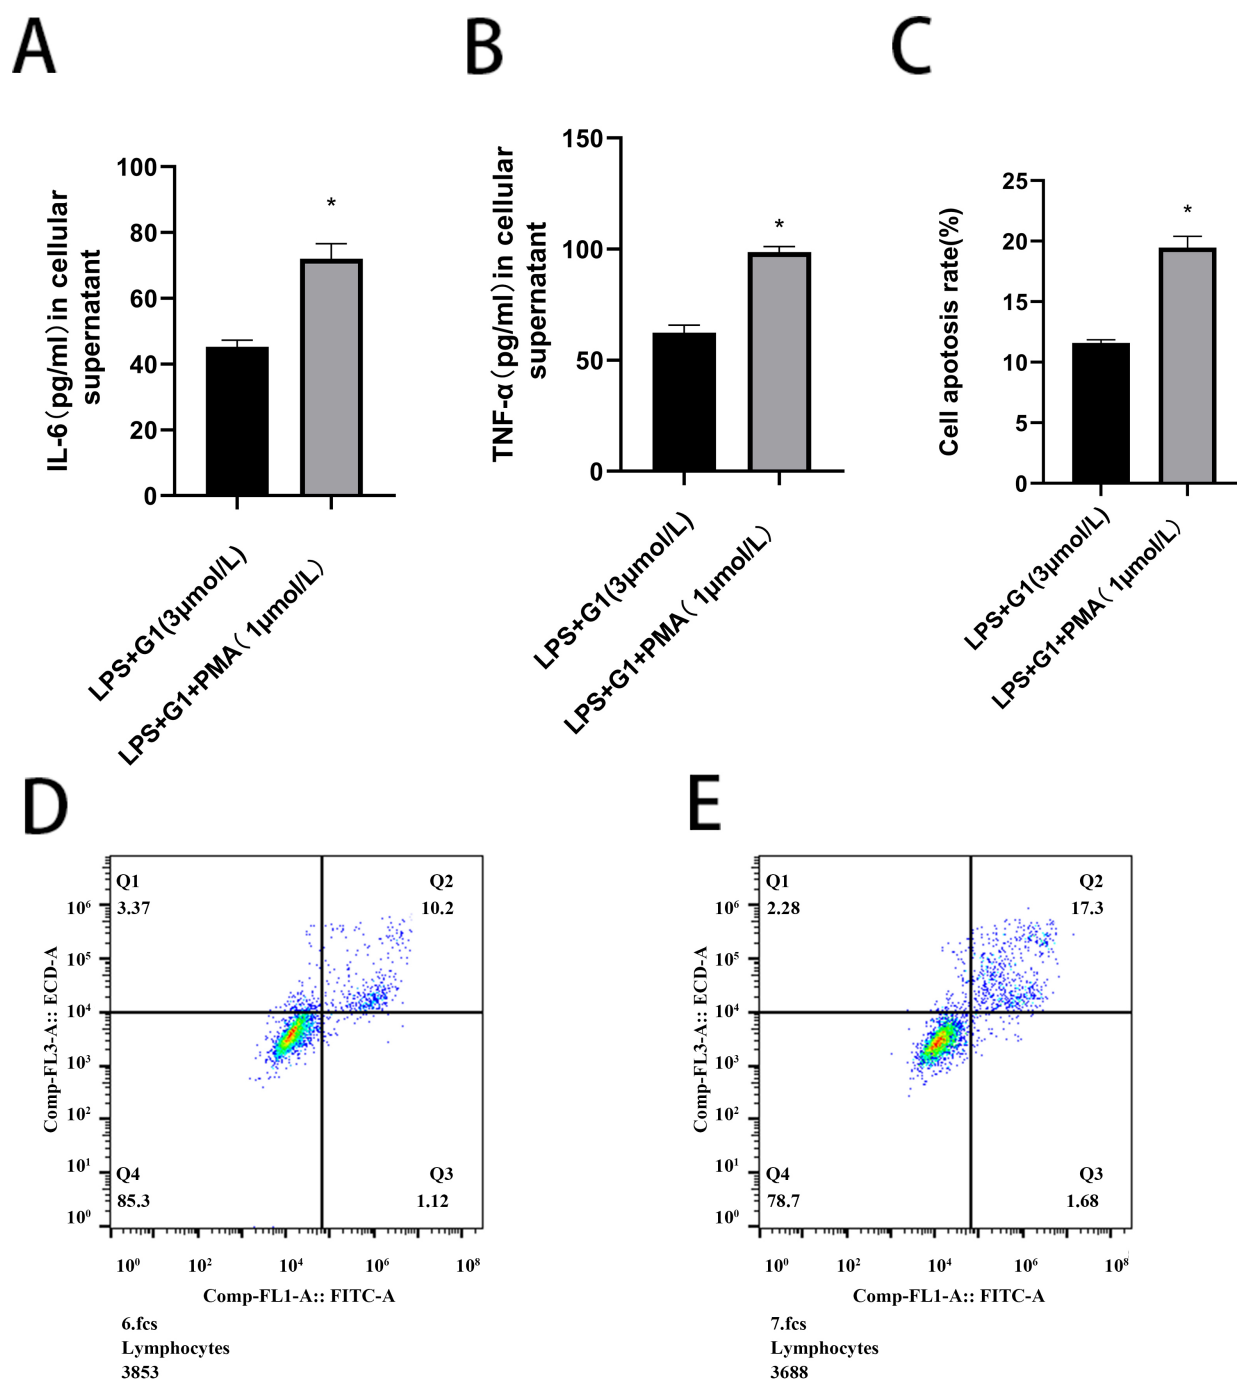 A
B
C
IL-6（pg/ml）in cellular
supernatant
100
80
60
40
20
0
*
LPS+G1(3μmol/L)
LPS+G1+PMA（ 1μmol/L）
TNF-α（pg/ml）in cellular
supernatant
150
100
50
0
*
LPS+G1(3μmol/L)
LPS+G1+PMA（ 1μmol/L）
Cell apotosis rate(%)
25
20
15
10
5
0
*
LPS+G1(3μmol/L)
LPS+G1+PMA（ 1μmol/L）
D
E
Comp-FL3-A:: ECD-A
Q1
3.37
Q2
10.2
Q4
85.3
Q3
1.12
10⁶
10⁵
10⁴
10³
10²
10¹
10⁰
10⁰ 10² 10⁴ 10⁶ 10⁸
Comp-FL1-A:: FITC-A
6.fcs
Lymphocytes
3853
Comp-FL3-A:: ECD-A
Q1
2.28
Q2
17.3
Q4
78.7
Q3
1.68
10⁶
10⁵
10⁴
10³
10²
10¹
10⁰
10⁰ 10² 10⁴ 10⁶ 10⁸
Comp-FL1-A:: FITC-A
7.fcs
Lymphocytes
3688